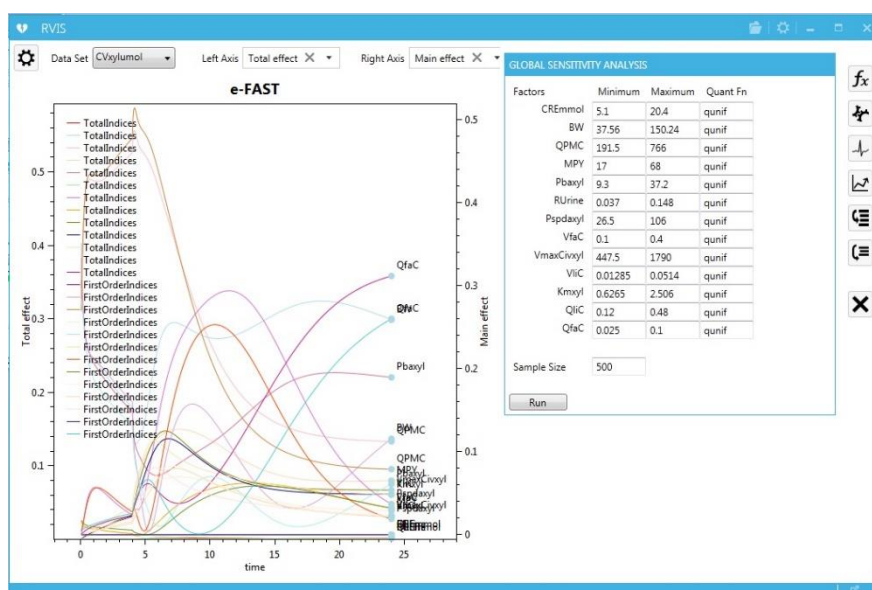 RVIS
Data Set CVxylumol Left Axis Total effect Right Axis Main effect
e-FAST
TotalIndices
TotalIndices
TotalIndices
TotalIndices
TotalIndices
TotalIndices
TotalIndices
TotalIndices
TotalIndices
TotalIndices
TotalIndices
TotalIndices
TotalIndices
FirstOrderIndices
FirstOrderIndices
FirstOrderIndices
FirstOrderIndices
FirstOrderIndices
FirstOrderIndices
FirstOrderIndices
FirstOrderIndices
FirstOrderIndices
FirstOrderIndices
FirstOrderIndices
FirstOrderIndices
FirstOrderIndices
Total effect
0.5
0.4
0.3
0.2
0.1
0 5 10 15 20 25
time
0.5
0.4
0.3
0.2
0.1
0
Main effect
QfaC
QfaC
Pbaxyl
BW
QPMC
QPMC
MPY
Pspdaxyl
GLOBAL SENSITIVITY ANALYSIS
Factors Minimum Maximum Quant Fn
CREmmol 5.1 20.4 qunif
BW 37.56 150.24 qunif
QPMC 191.5 766 qunif
MPY 17 68 qunif
Pbaxyl 9.3 37.2 qunif
RUrine 0.037 0.148 qunif
Pspdaxyl 26.5 106 qunif
VfaC 0.1 0.4 qunif
VmaxCivxyl 447.5 1790 qunif
VliC 0.01285 0.0514 qunif
Kmxyl 0.6265 2.506 qunif
QliC 0.12 0.48 qunif
QfaC 0.025 0.1 qunif
Sample Size 500
Run
fx